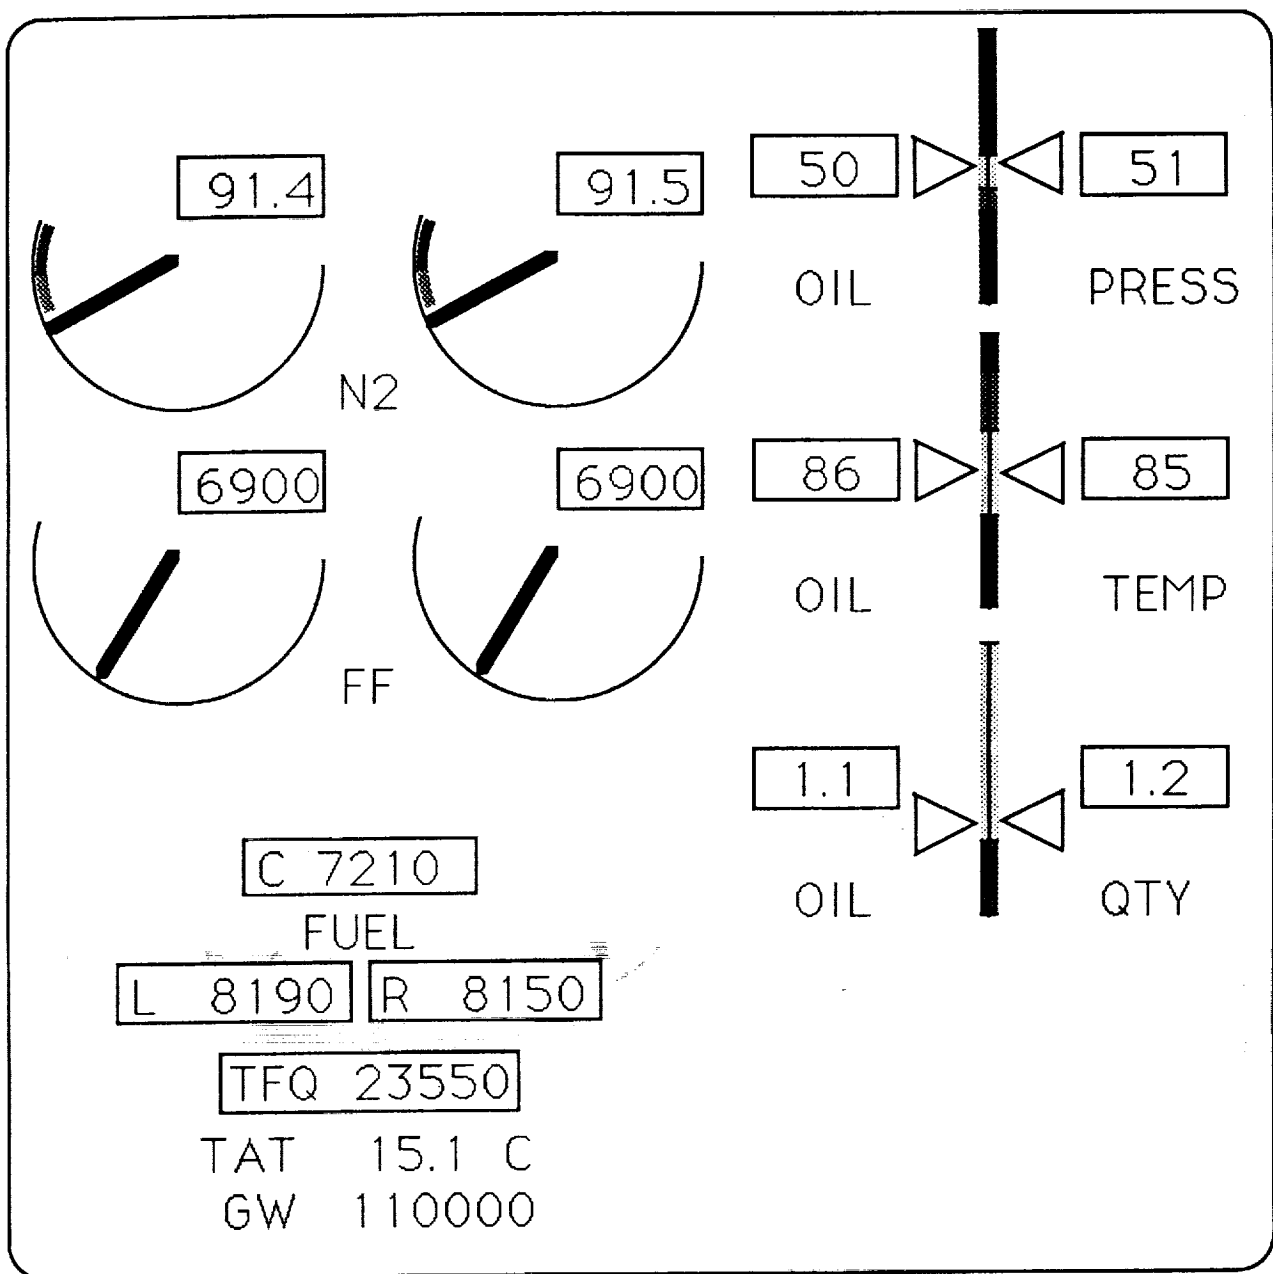 91.4 91.5
N2
6900 6900
FF
50 51
OIL PRESS
86 85
OIL TEMP
1.1 1.2
OIL QTY
C 7210
FUEL
L 8190 R 8150
TFQ 23550
TAT 15.1 C
GW 110000